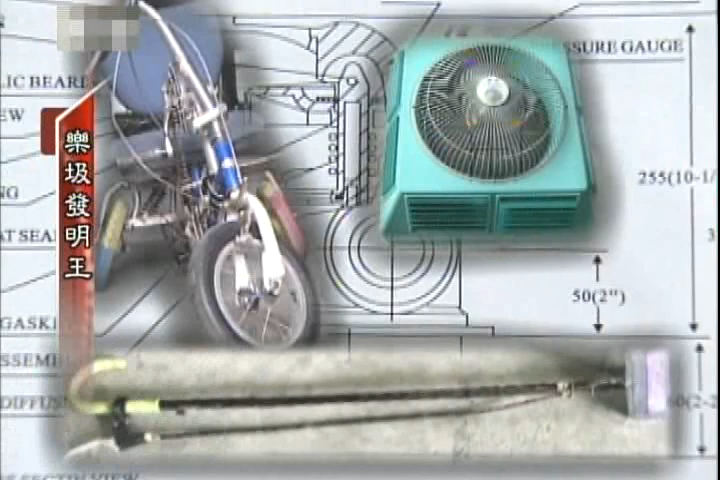 SSURE GAUGE
LIC BEAR
EW
樂圾發明王
255(10-1/
NG
AT SEA
50(2")
GASKE
SSEM
DIFFUS